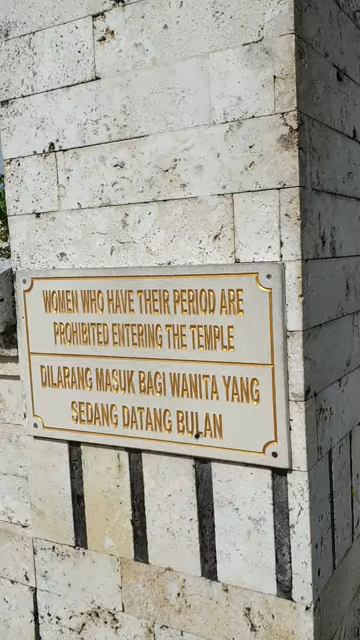 WOMEN WHO HAVE THEIR PERIOD ARE
PROHIBITED ENTERING THE TEMPLE
DILARANG MASUK BAGI WANITA YANG
SEDANG DATANG BULAN